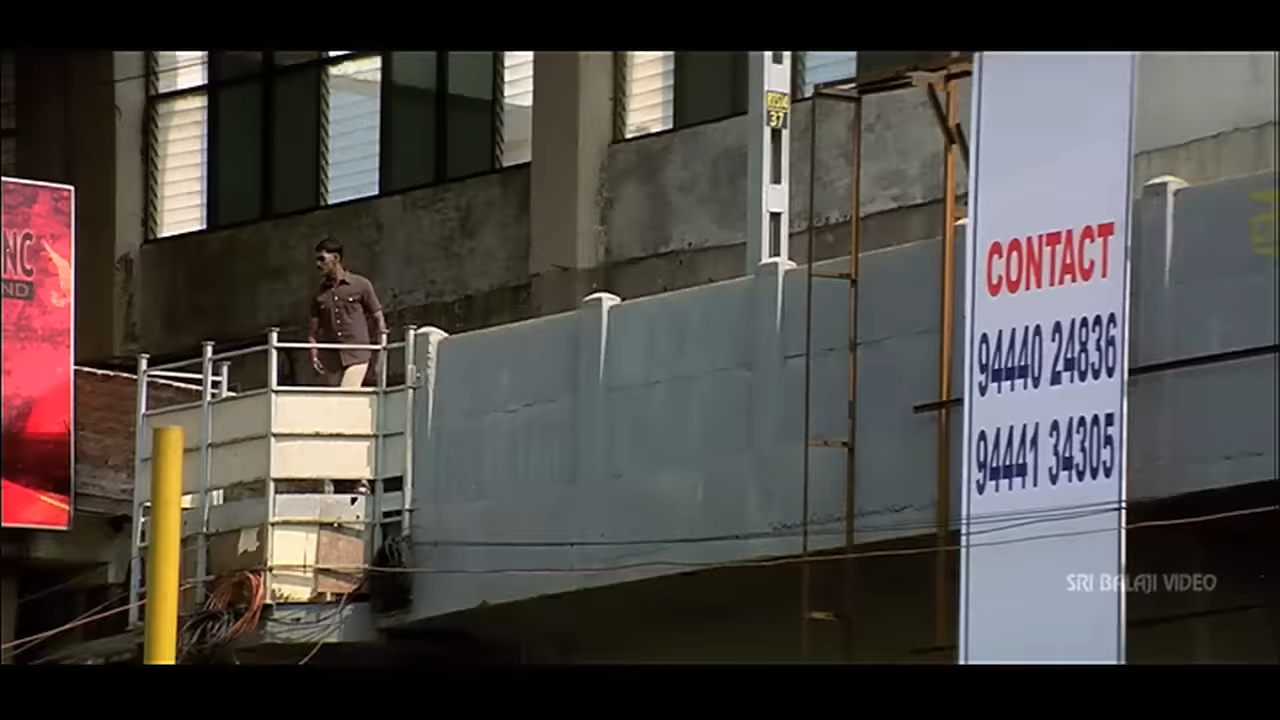 NC
ND
37
CONTACT
94440 24836
94441 34305
SRI BALAJI VIDEO